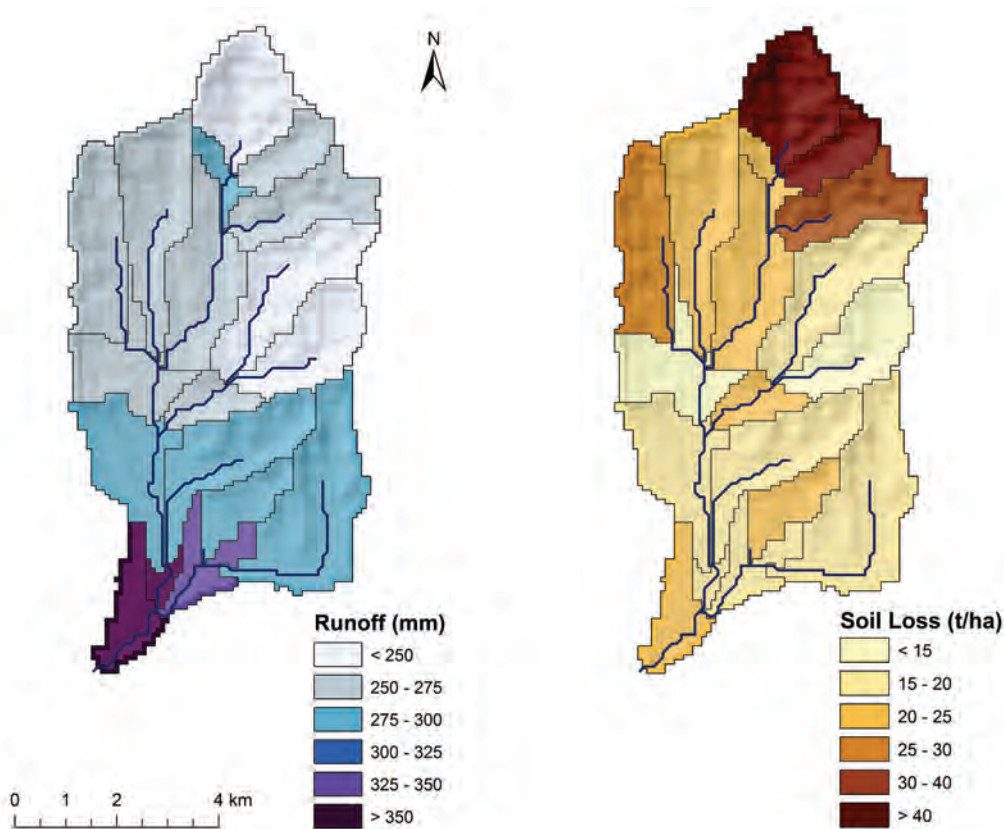 N
Runoff (mm)
< 250
250 - 275
275 - 300
300 - 325
325 - 350
> 350
0 1 2 4 km
Soil Loss (t/ha)
< 15
15 - 20
20 - 25
25 - 30
30 - 40
> 40